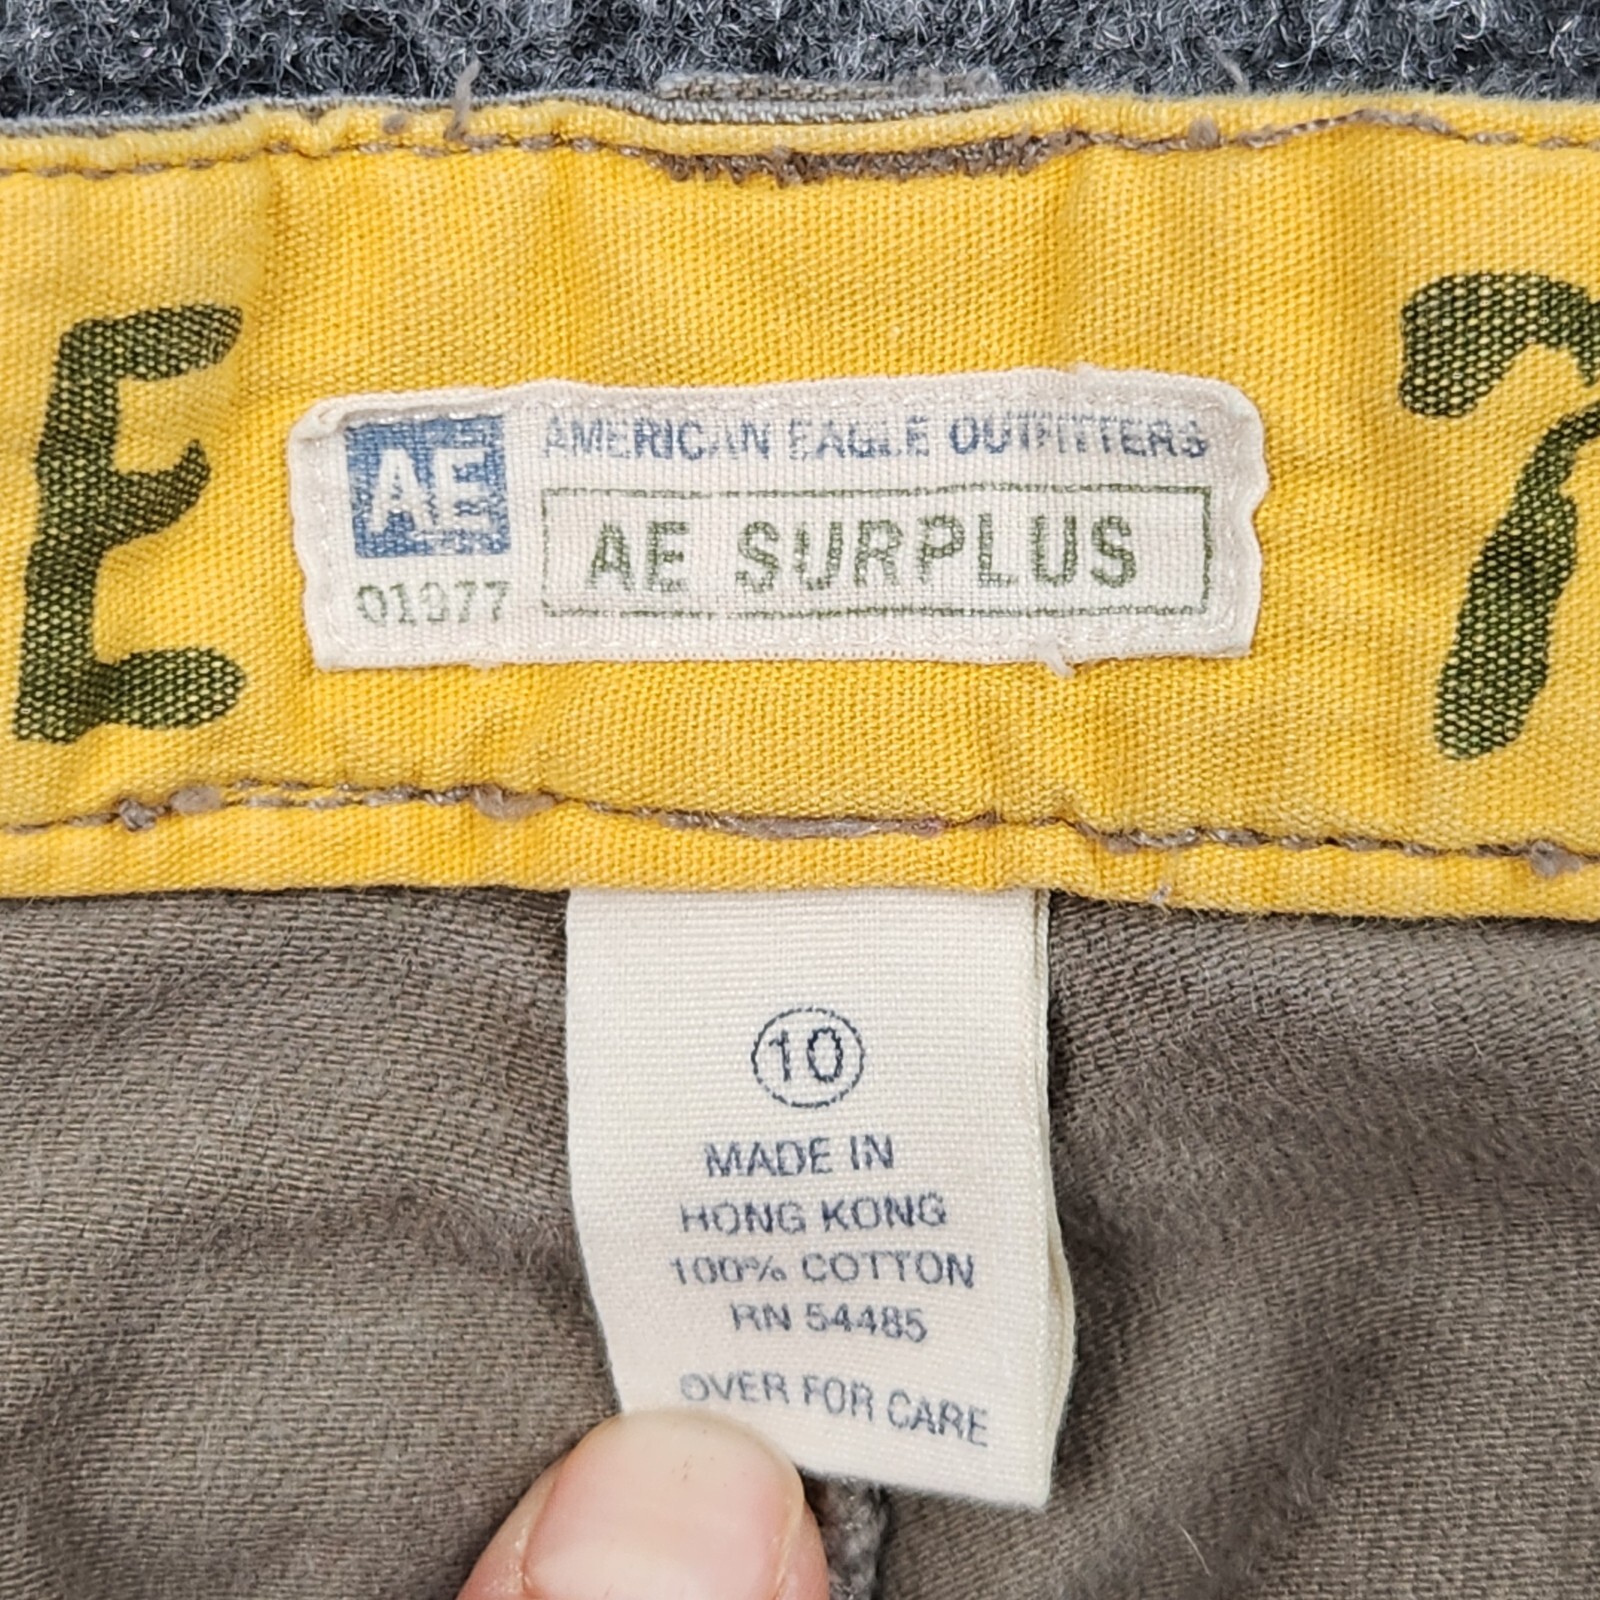 E
7
AE
AMERICAN EAGLE OUTFITTERS
01977
AE SURPLUS
10
MADE IN
HONG KONG
100% COTTON
RN 54485
OVER FOR CARE